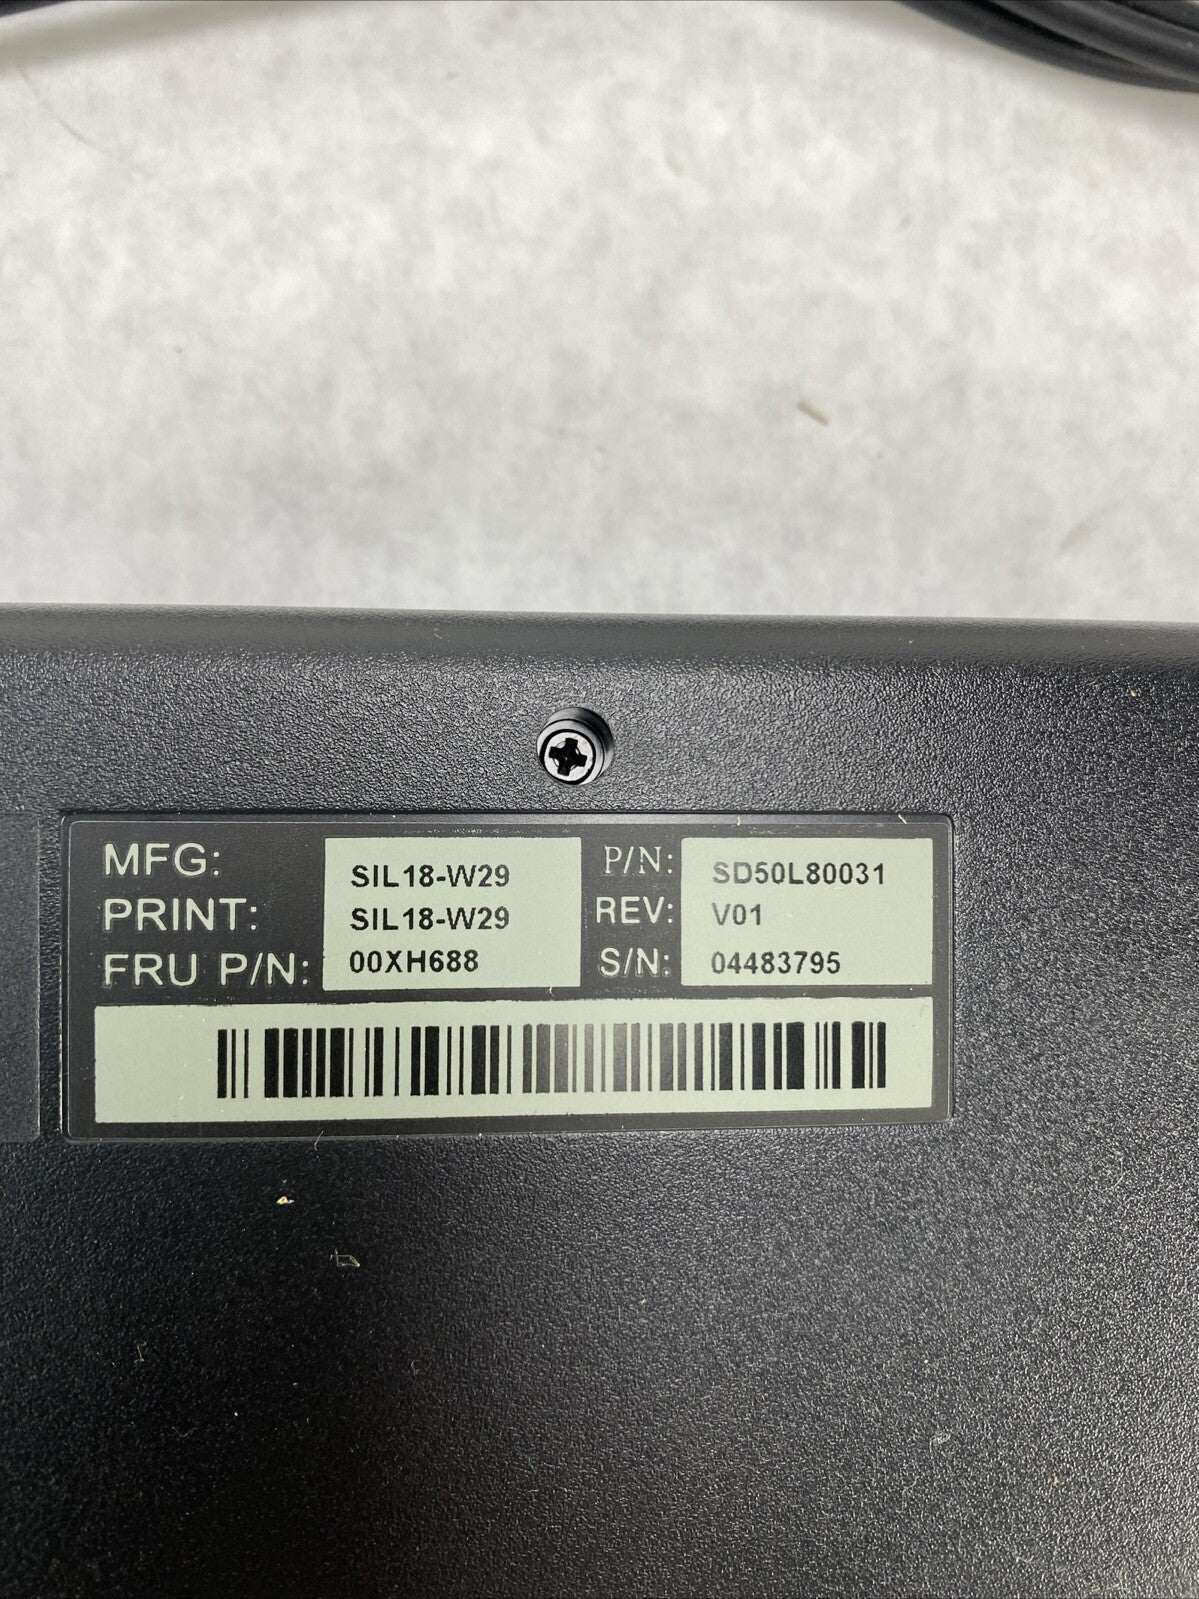 MFG: SIL18-W29 P/N: SD50L80031
PRINT: SIL18-W29 REV: V01
FRU P/N: 00XH688 S/N: 04483795